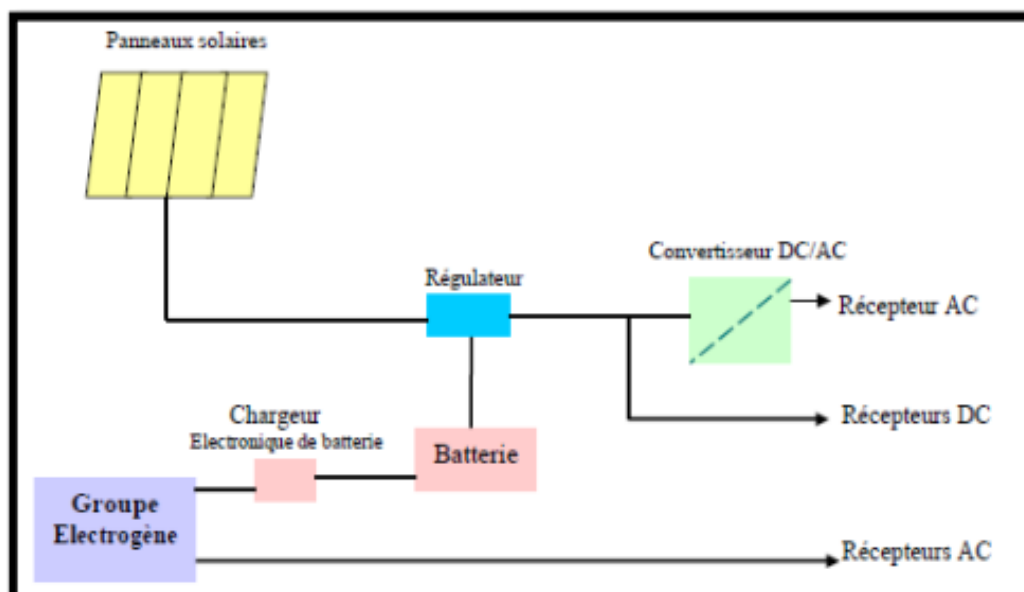 Panneaux solaires
Convertisseur DC/AC
Régulateur
Récepteur AC
Chargeur
Electronique de batterie
Récepteurs DC
Batterie
Groupe
Electrogène
Récepteurs AC